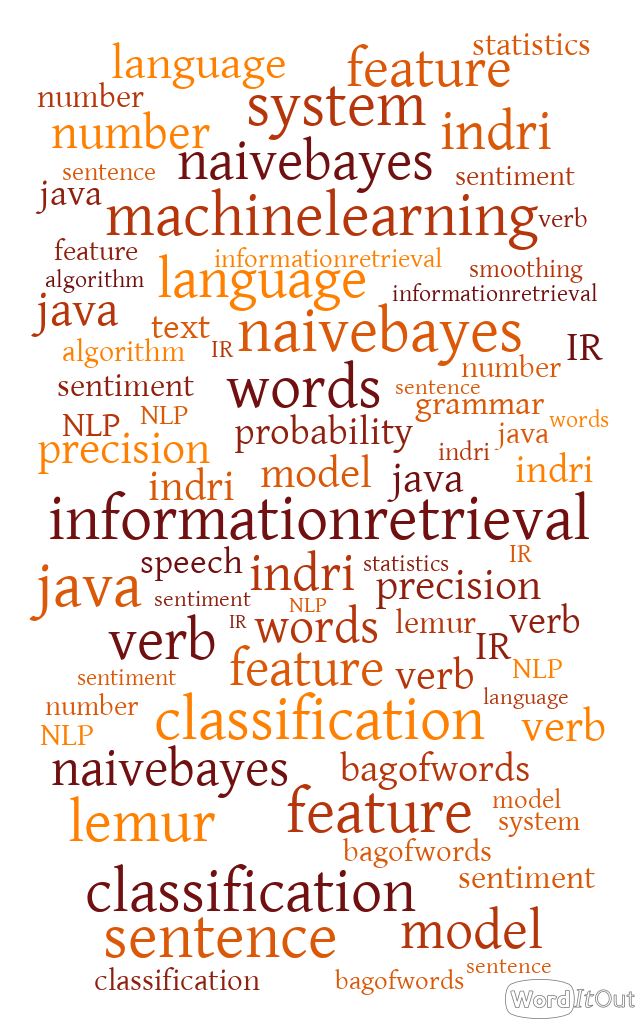 statistics
language feature
number system
number indri
naivebayes
sentence sentiment
java machinelearning verb
feature informationretrieval
algorithm language smoothing
informationretrieval
java text naivebayes
algorithm IR IR
number
sentiment words sentence
grammar
NLP NLP probability java words
precision indri
indri model java indri
informationretrieval
speech indri statistics IR
java precision
sentiment NLP
verb IR words lemur verb
IR
feature verb NLP
sentiment language
number classification verb
NLP
naivebayes bagofwords
lemur feature model
system
bagofwords
classification sentiment
sentence model
classification bagofwords sentence
WordItOut